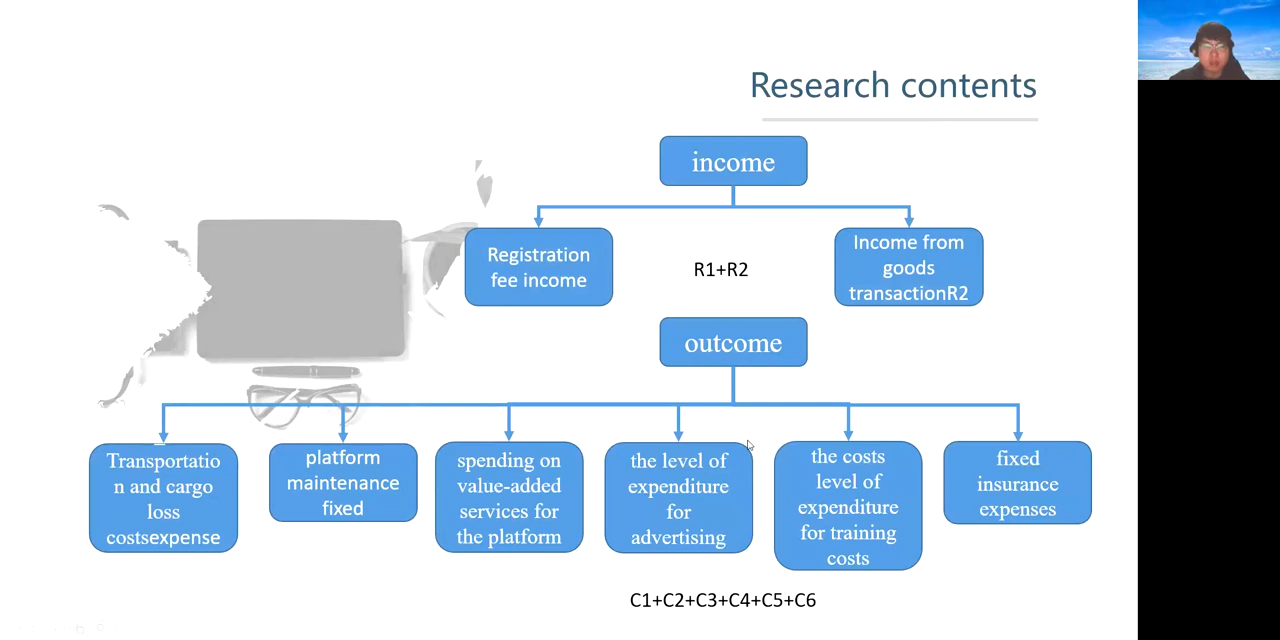 Research contents
income
Registration
fee income
R1+R2
Income from
goods
transactionR2
outcome
Transportatio
n and cargo
loss
costsexpense
platform
maintenance
fixed
spending on
value-added
services for
the platform
the level of
expenditure
for
advertising
the costs
level of
expenditure
for training
costs
fixed
insurance
expenses
C1+C2+C3+C4+C5+C6